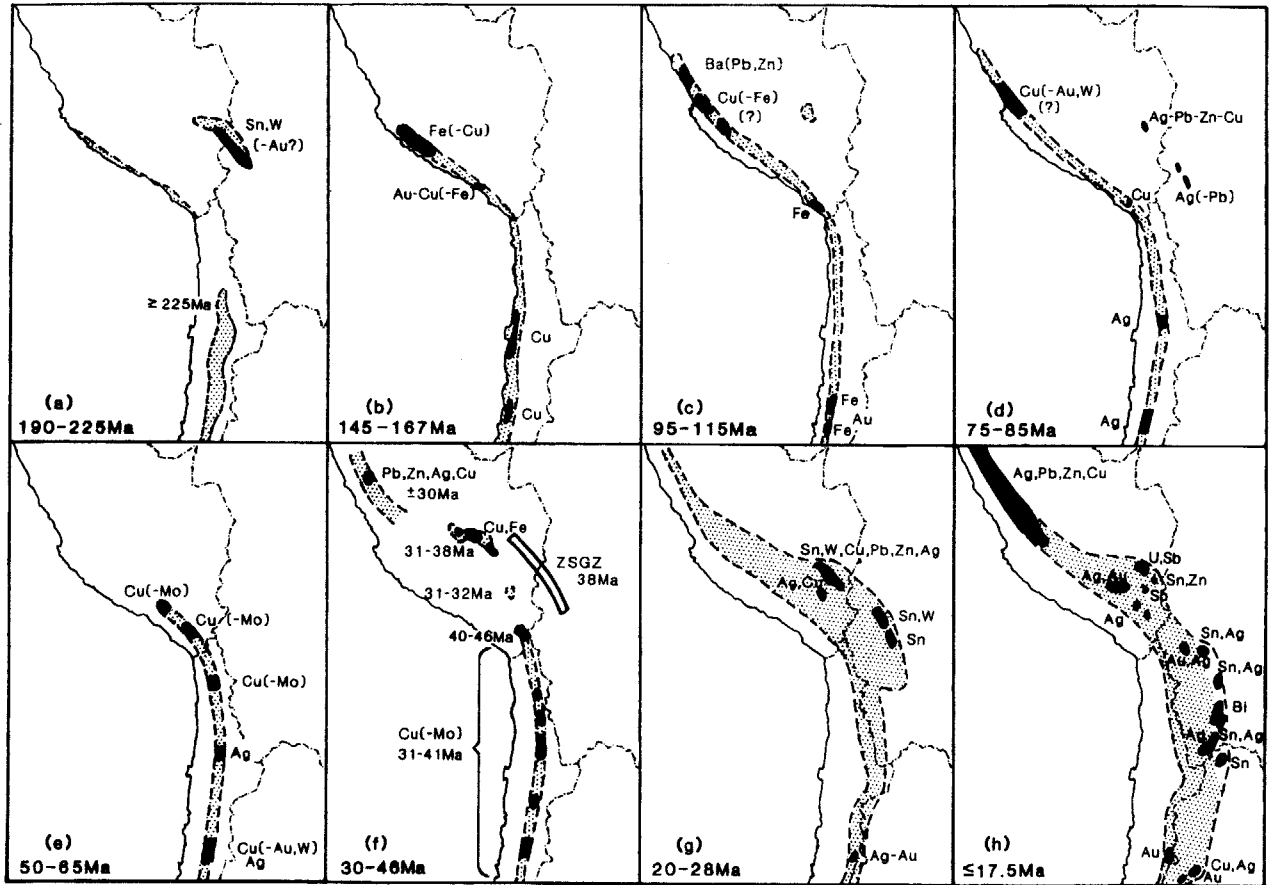 Sn,W
(-Au?)
≥ 225Ma
(a)
190-225Ma
Fe(-Cu)
Au-Cu(-Fe)
Cu
Cu
(b)
145-167Ma
Ba(Pb,Zn)
Cu(-Fe)
(?)
Fe
Fe
Au
Fe
(c)
95-115Ma
Cu(-Au,W)
(?)
Ag-Pb-Zn-Cu
Ag(-Pb)
Cu
Ag
Ag
(d)
75-85Ma
Cu(-Mo)
Cu(-Mo)
Cu(-Mo)
Ag
Cu(-Au,W)
Ag
(e)
50-65Ma
Pb,Zn,Ag,Cu
±30Ma
Cu,Fe
31-38Ma
ZSGZ
38Ma
31-32Ma
40-46Ma
Cu(-Mo)
31-41Ma
(f)
30-46Ma
Sn,W,Cu,Pb,Zn,Ag
Ag,Cu
Sn,W
Sn
Ag-Au
(g)
20-28Ma
Ag,Pb,Zn,Cu
U,Sb
Ag-Au
Sn,Zn
Sb
Ag
Sn,Ag
Au,Ag
Sn,Ag
Bi
Ag
Sn,Ag
Sn
Au
Cu,Ag
Au
(h)
≤17.5Ma